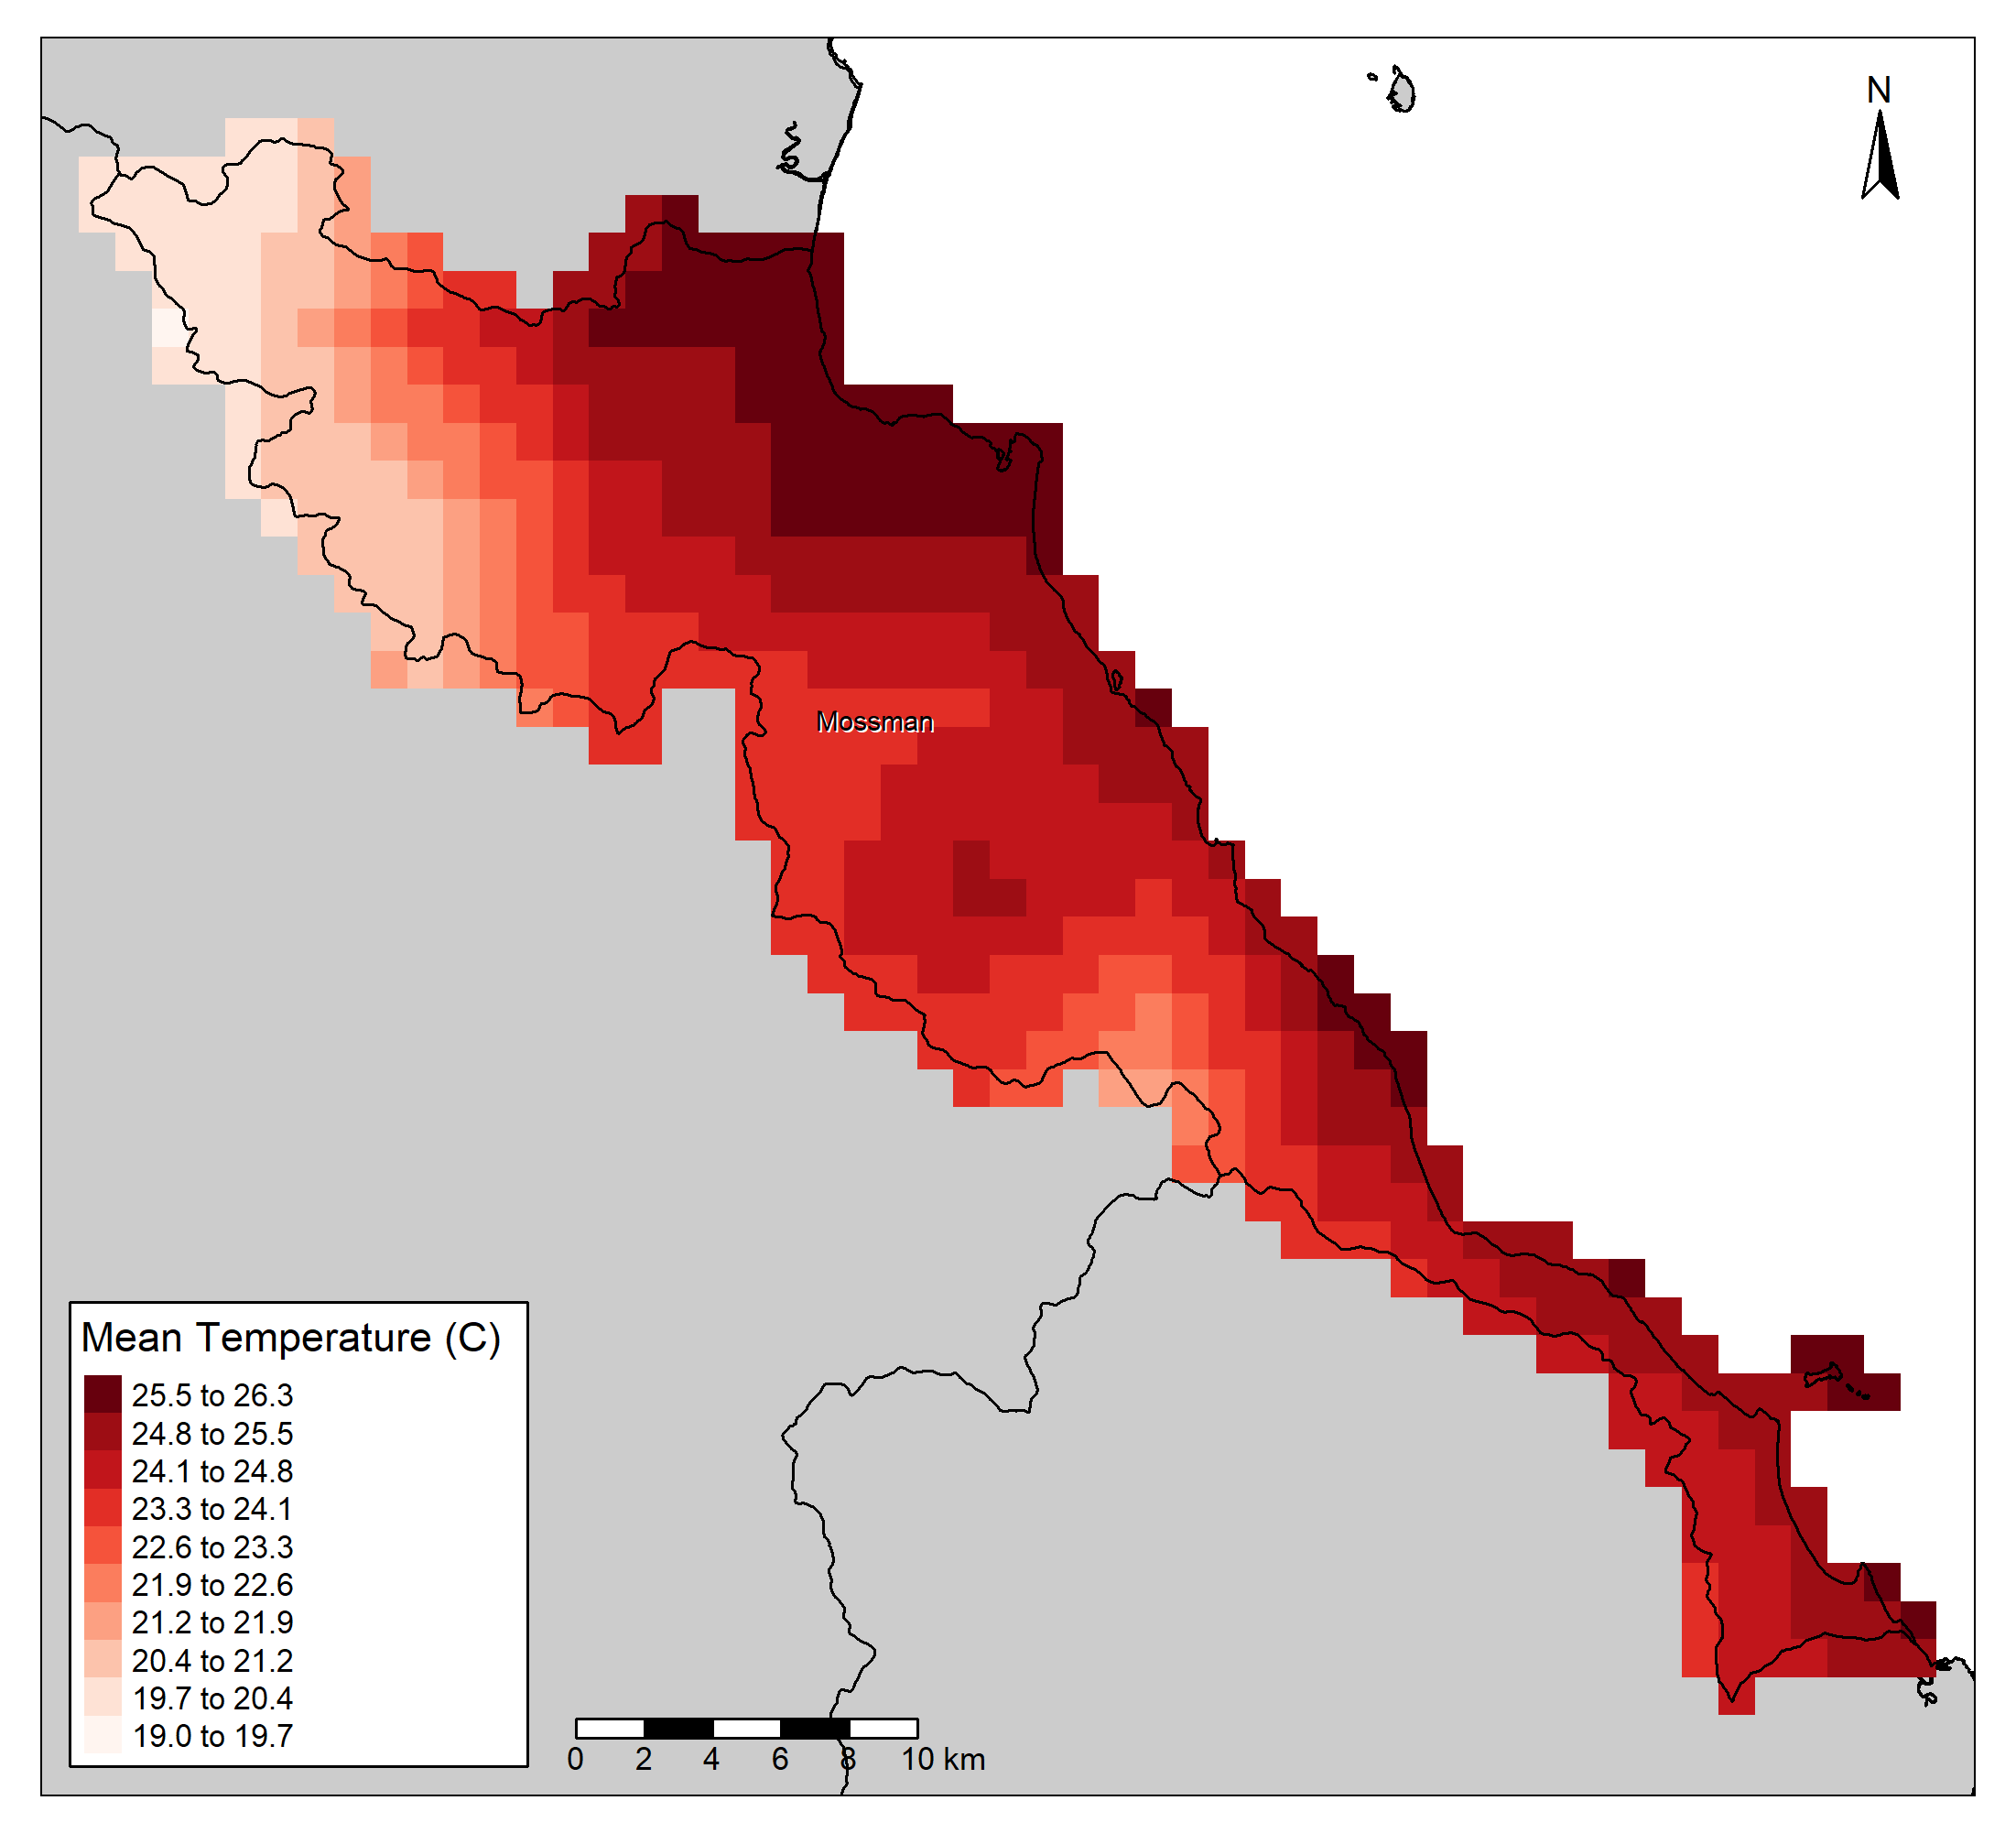 N
Mossman
Mean Temperature (C)
25.5 to 26.3
24.8 to 25.5
24.1 to 24.8
23.3 to 24.1
22.6 to 23.3
21.9 to 22.6
21.2 to 21.9
20.4 to 21.2
19.7 to 20.4
19.0 to 19.7
0 2 4 6 8 10 km